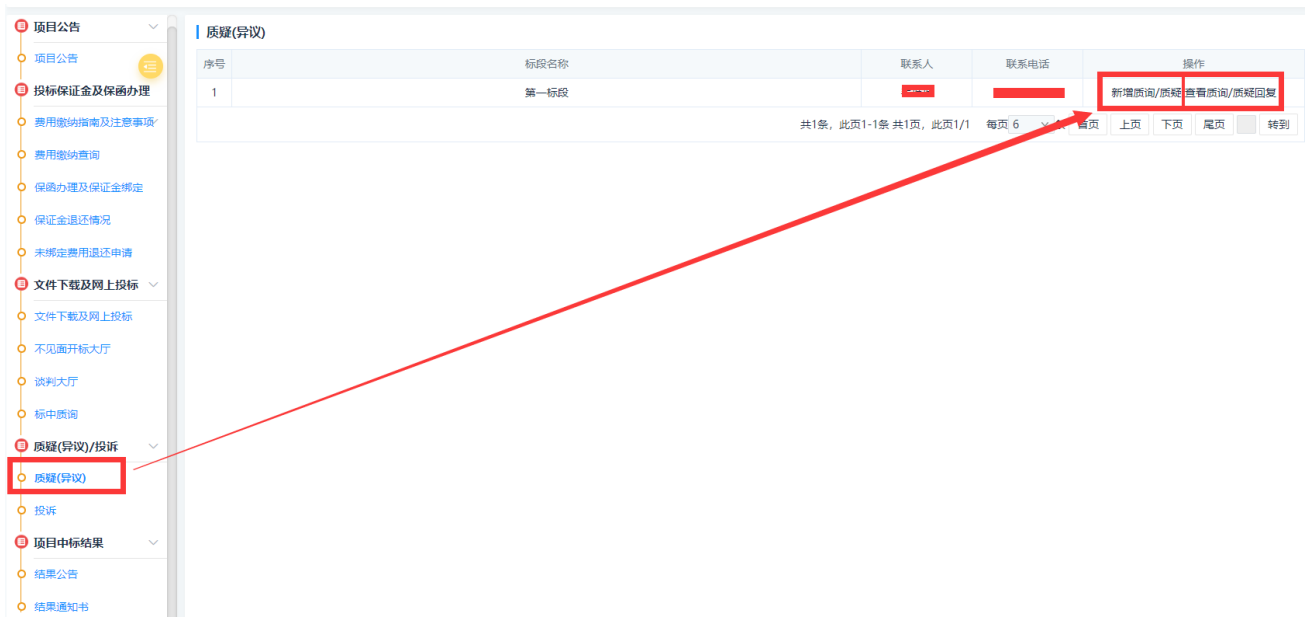 项目公告
项目公告
投标保证金及保函办理
费用缴纳指南及注意事项
费用缴纳查询
保函办理及保证金绑定
保证金退还情况
未绑定费用退还申请
文件下载及网上投标
文件下载及网上投标
不见面开标大厅
谈判大厅
标中质询
质疑(异议)/投诉
质疑(异议)
投诉
项目中标结果
结果公告
结果通知书
质疑(异议)
序号 标段名称 联系人 联系电话 操作
1 第一标段 新增质询/质疑 查看质询/质疑回复
共1条，此页1-1条 共1页，此页1/1 每页 6 首页 上页 下页 尾页 转到